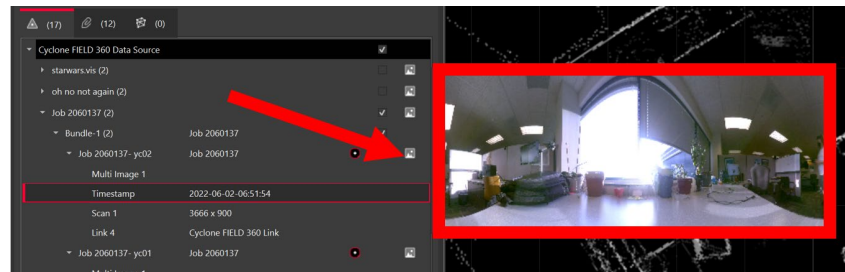 (17) (12) (0)
Cyclone FIELD 360 Data Source
starwars.vis (2)
oh no not again (2)
Job 2060137 (2)
Bundle-1 (2) Job 2060137
Job 2060137- yc02 Job 2060137
Multi Image 1
Timestamp 2022-06-02-06:51:54
Scan 1 3666 x 900
Link 4 Cyclone FIELD 360 Link
Job 2060137- yc01 Job 2060137